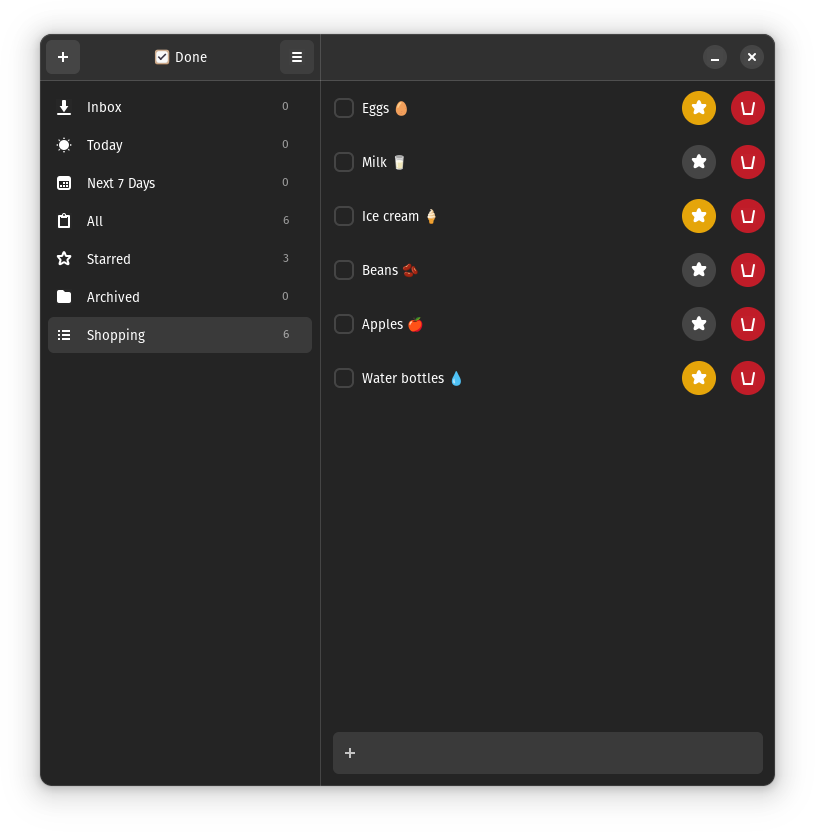 Done
Inbox 0
Today 0
Next 7 Days 0
All 6
Starred 3
Archived 0
Shopping 6
Eggs 🥚
Milk 🥛
Ice cream 🍦
Beans 🫘
Apples 🍎
Water bottles 💧